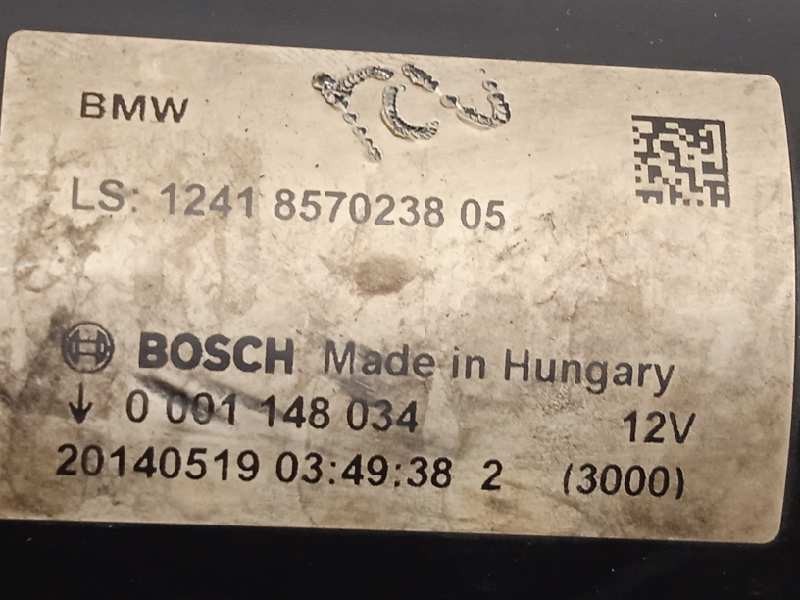 BMW
LS: 1241 8570238 05
BOSCH Made in Hungary
↓ 0 001 148 034 12V
20140519 03:49:38 2 (3000)